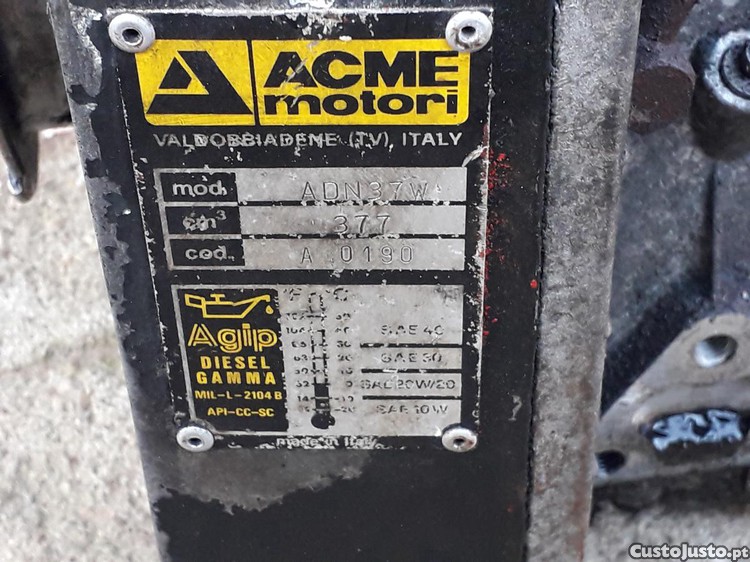 ACME
motori
VALDOBBIADENE (TV), ITALY
mod. ADN37W
cm³ 377
cod. A 0190
Agip
DIESEL
GAMMA
MIL-L-2104B
API-CC-SC
SAE 40
SAE 30
SAE 20W/20
SAE 10W
made in Italy
CustoJusto.pt